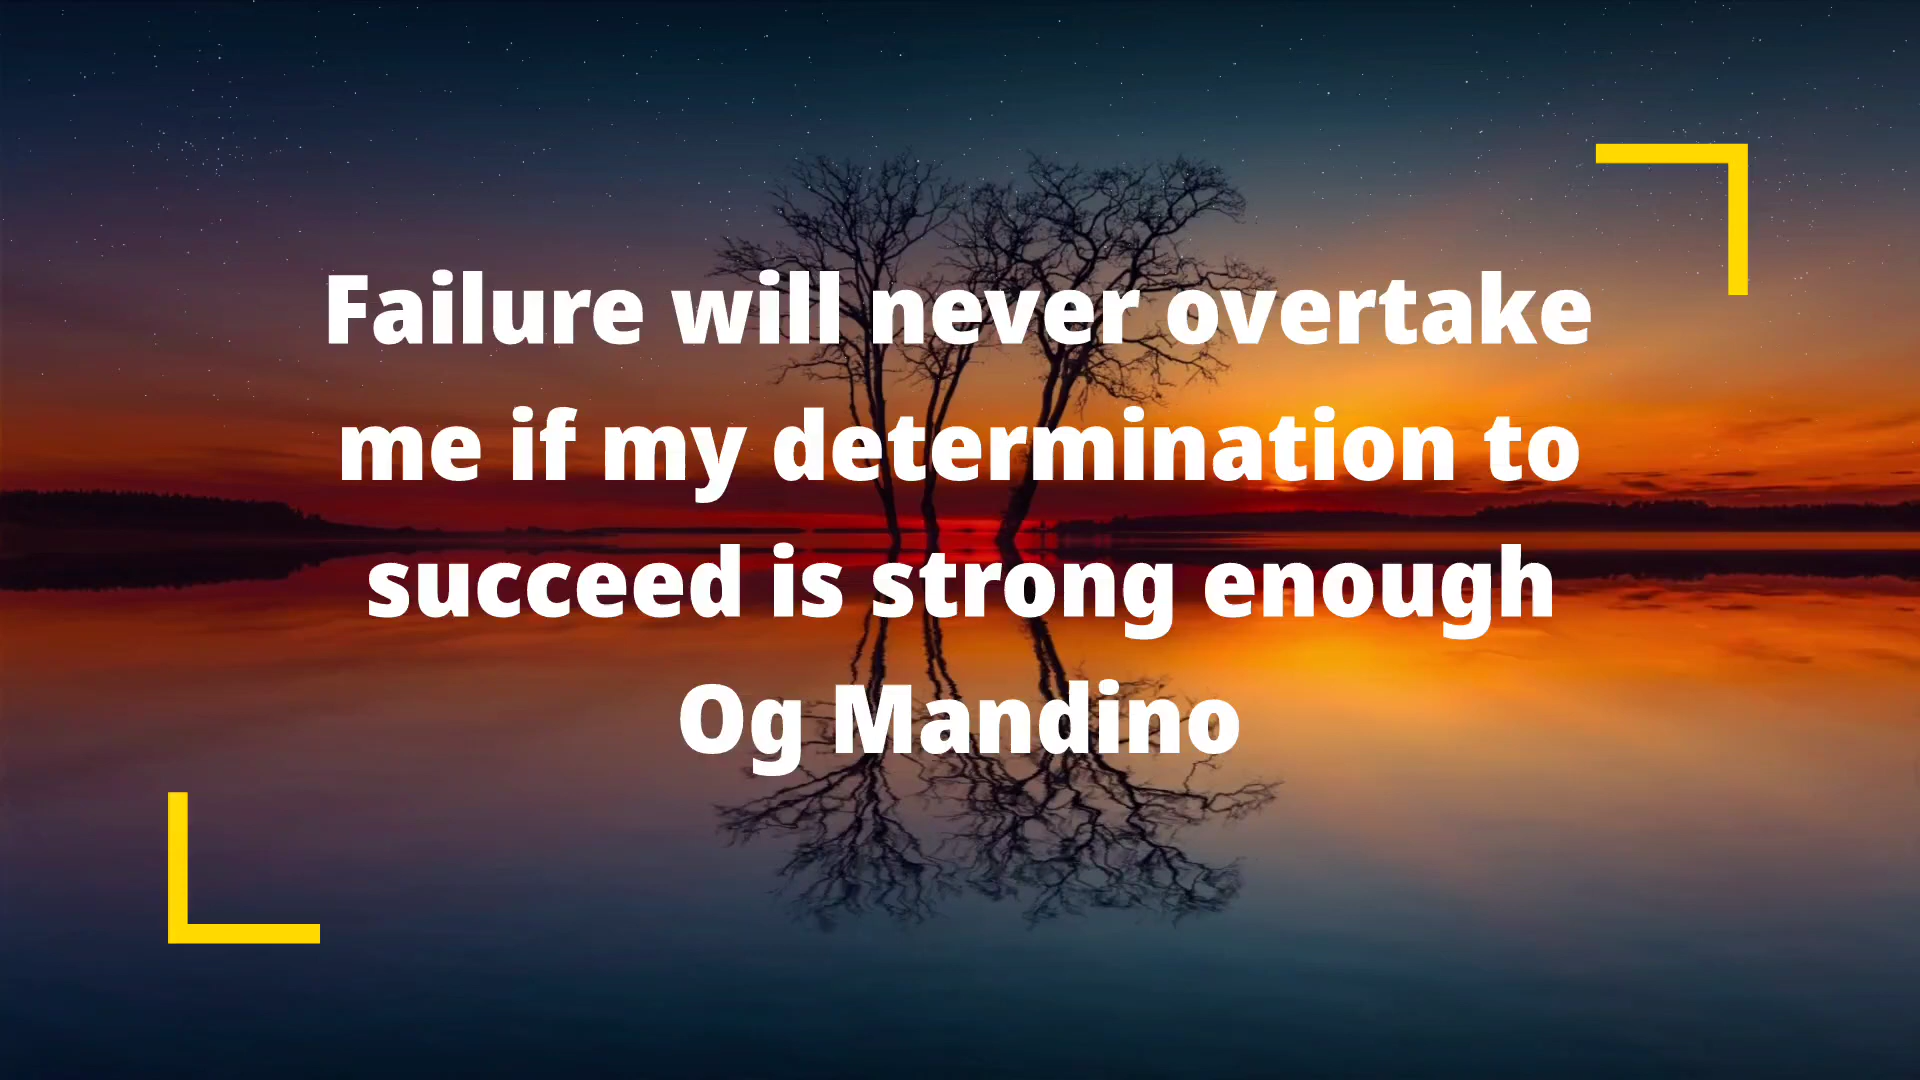 Failure will never overtake
me if my determination to
succeed is strong enough
Og Mandino